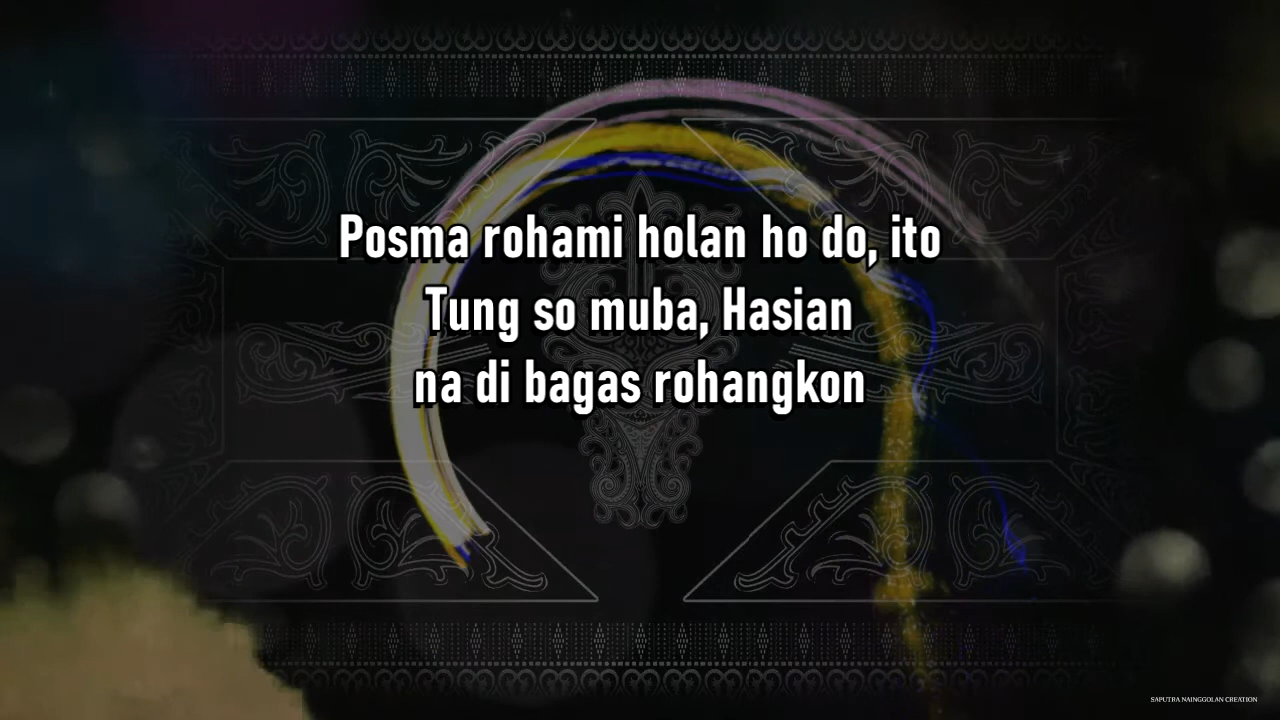 Posma rohami holan ho do, ito
Tung so muba, Hasian
na di bagas rohangkon
SAPUTRA NAINGGOLAN CREATION